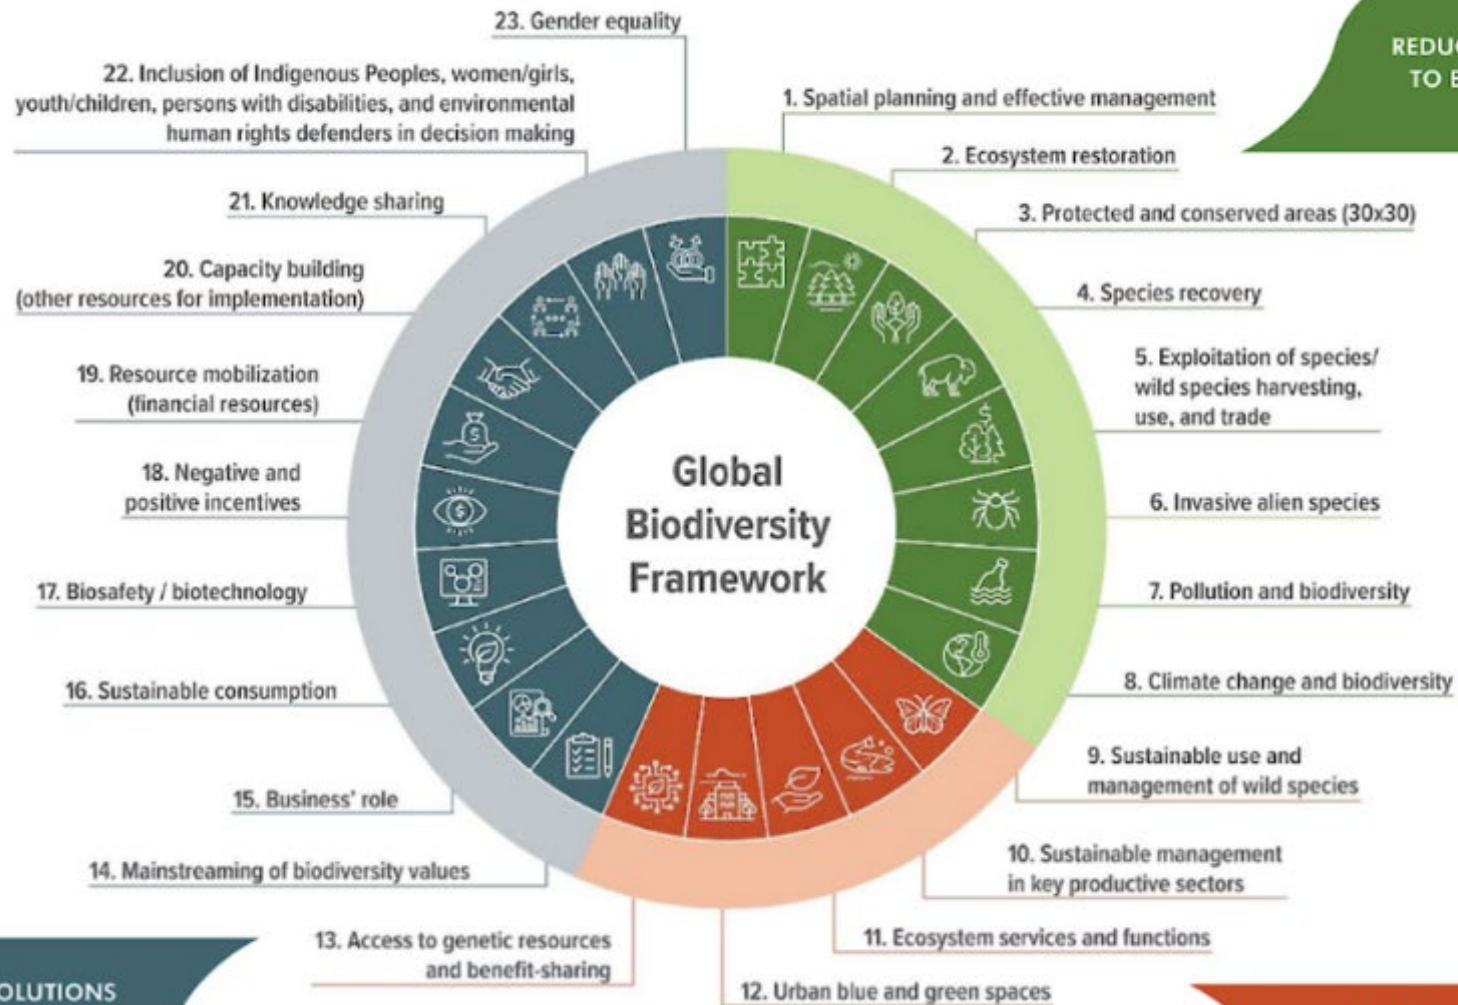 23. Gender equality
22. Inclusion of Indigenous Peoples, women/girls,
youth/children, persons with disabilities, and environmental
human rights defenders in decision making
21. Knowledge sharing
20. Capacity building
(other resources for implementation)
19. Resource mobilization
(financial resources)
18. Negative and
positive incentives
17. Biosafety / biotechnology
16. Sustainable consumption
15. Business' role
14. Mainstreaming of biodiversity values
13. Access to genetic resources
and benefit-sharing
1. Spatial planning and effective management
2. Ecosystem restoration
3. Protected and conserved areas (30x30)
4. Species recovery
5. Exploitation of species/
wild species harvesting,
use, and trade
6. Invasive alien species
7. Pollution and biodiversity
8. Climate change and biodiversity
9. Sustainable use and
management of wild species
10. Sustainable management
in key productive sectors
11. Ecosystem services and functions
12. Urban blue and green spaces
Global
Biodiversity
Framework
TO